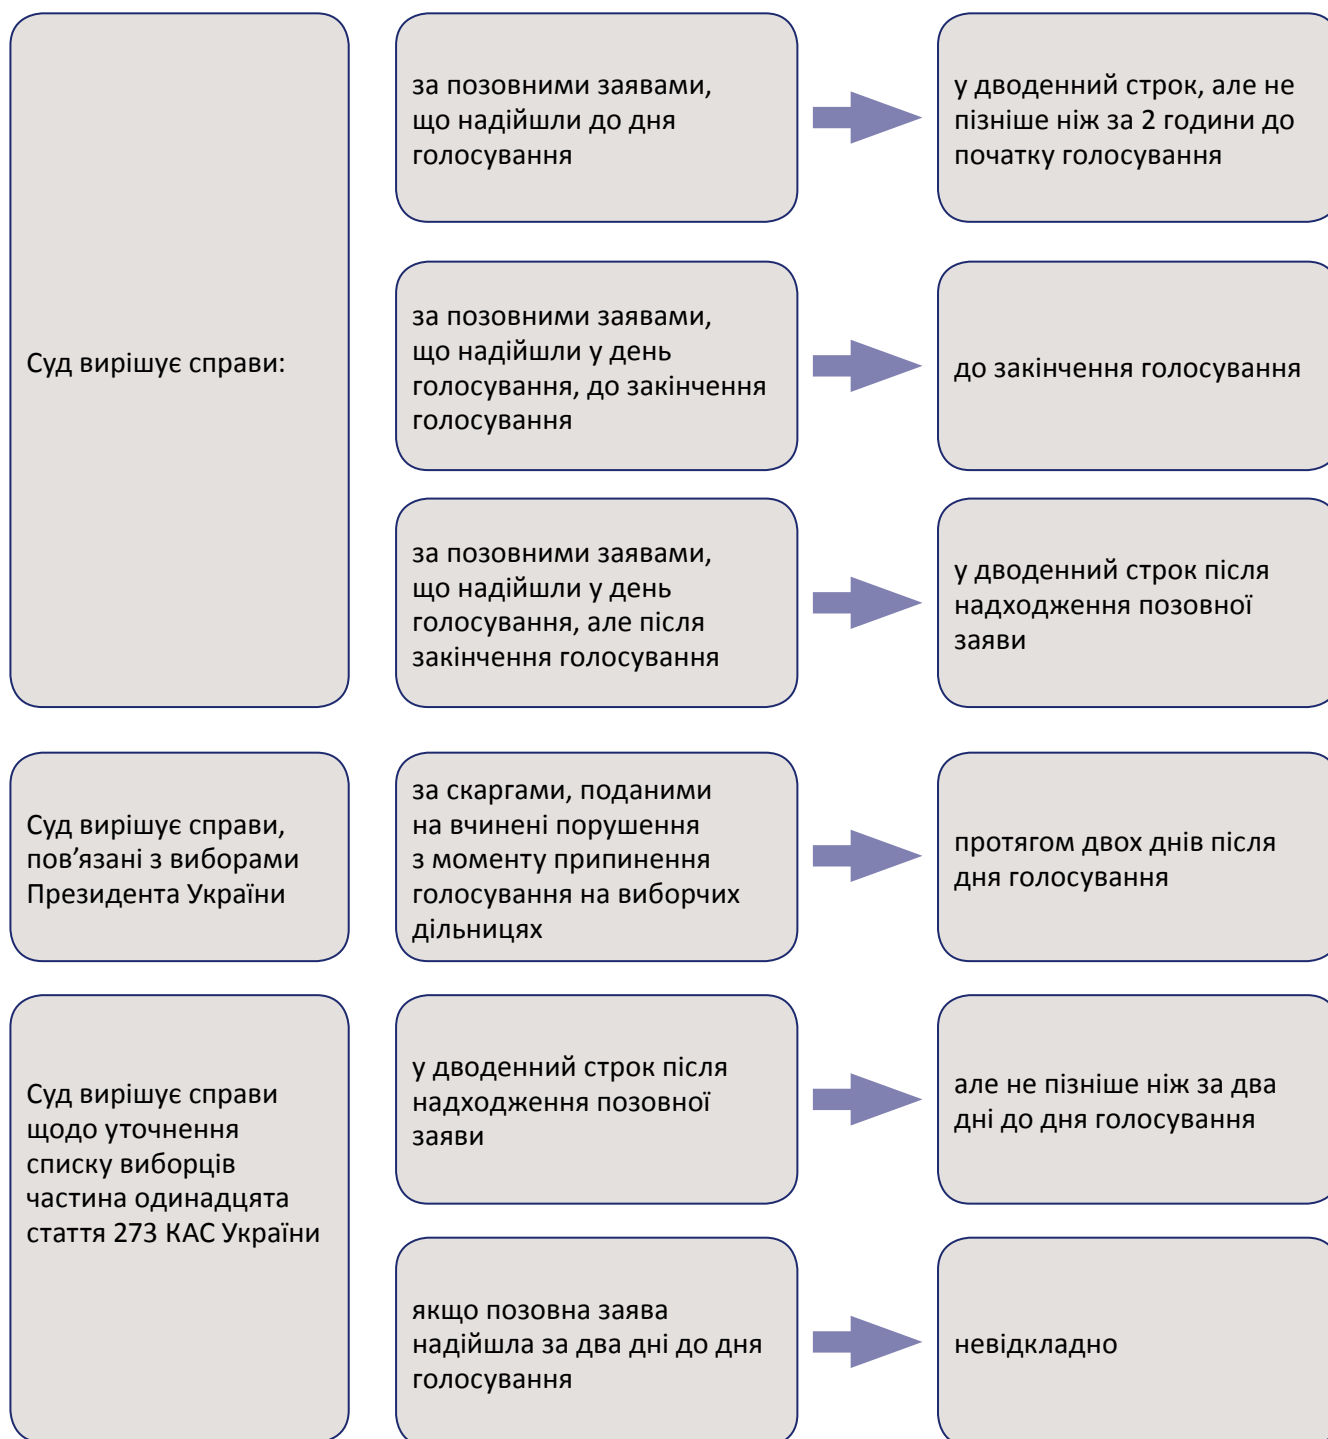 Суд вирішує справи:
за позовними заявами,
що надійшли до дня
голосування
у дводенний строк, але не
пізніше ніж за 2 години до
початку голосування
за позовними заявами,
що надійшли у день
голосування, до закінчення
голосування
до закінчення голосування
за позовними заявами,
що надійшли у день
голосування, але після
закінчення голосування
у дводенний строк після
надходження позовної
заяви
Суд вирішує справи,
пов’язані з виборами
Президента України
за скаргами, поданими
на вчинені порушення
з моменту припинення
голосування на виборчих
дільницях
протягом двох днів після
дня голосування
Суд вирішує справи
щодо уточнення
списку виборців
частина одинадцята
стаття 273 КАС України
у дводенний строк після
надходження позовної
заяви
але не пізніше ніж за два
дні до дня голосування
якщо позовна заява
надійшла за два дні до дня
голосування
невідкладно